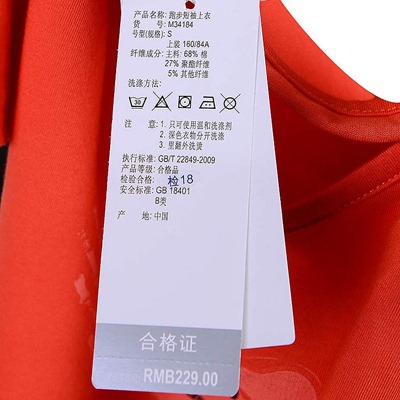 产品名称: 跑步短袖上衣
货 号: M34184
号型(规格): S
上装 160/84A
纤维成分: 主料: 68% 棉
27% 聚酯纤维
5% 其他纤维
洗涤方法:
30
注 意: 1. 只可使用温和洗涤剂
2. 深色衣物分开洗涤
3. 里翻外洗烫
执行标准: GB/T 22849-2009
产品等级: 合格品
检验合格: 检18
安全标准: GB 18401
B类
产 地: 中国
合格证
RMB229.00